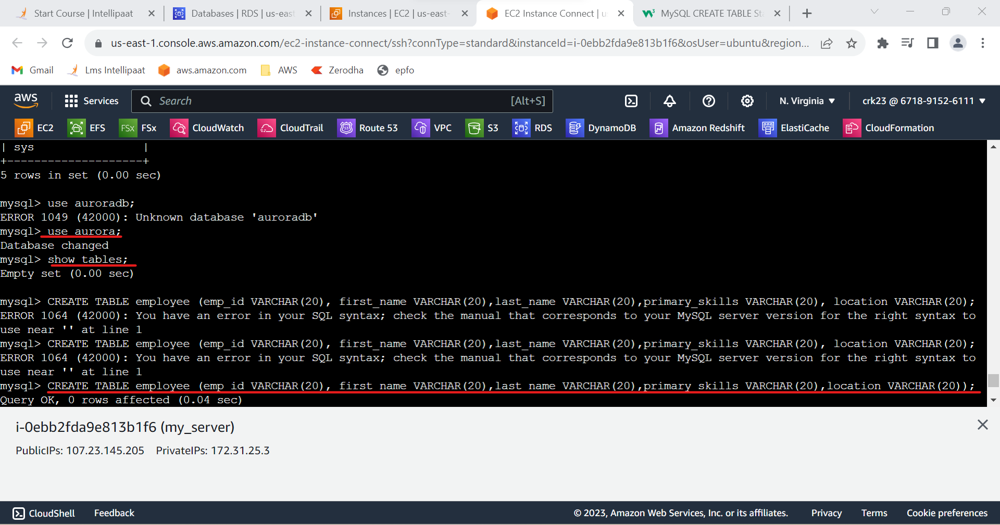 Start Course | Intellipaat
Databases | RDS | us-east
Instances | EC2 | us-east-
EC2 Instance Connect | u
MySQL CREATE TABLE Sta
us-east-1.console.aws.amazon.com/ec2-instance-connect/ssh?connType=standard&instanceId=i-0ebb2fda9e813b1f6&osUser=ubuntu&region...
Gmail
Lms Intellipaat
aws.amazon.com
AWS
Zerodha
epfo
aws
Services
Search
[Alt+S]
N. Virginia
crk23 @ 6718-9152-6111
EC2
EFS
FSx FSx
CloudWatch
CloudTrail
53 Route 53
VPC
S3
RDS
DynamoDB
Amazon Redshift
ElastiCache
CloudFormation
| sys                |
+--------------------+
5 rows in set (0.00 sec)
mysql> use auroradb;
ERROR 1049 (42000): Unknown database 'auroradb'
mysql> use aurora;
Database changed
mysql> show tables;
Empty set (0.00 sec)
mysql> CREATE TABLE employee (emp_id VARCHAR(20), first_name VARCHAR(20),last_name VARCHAR(20),primary_skills VARCHAR(20), location VARCHAR(20);
ERROR 1064 (42000): You have an error in your SQL syntax; check the manual that corresponds to your MySQL server version for the right syntax to
use near '' at line 1
mysql> CREATE TABLE employee (emp_id VARCHAR(20), first_name VARCHAR(20),last_name VARCHAR(20),primary_skills VARCHAR(20), location VARCHAR(20);
ERROR 1064 (42000): You have an error in your SQL syntax; check the manual that corresponds to your MySQL server version for the right syntax to
use near '' at line 1
mysql> CREATE TABLE employee (emp_id VARCHAR(20), first_name VARCHAR(20),last_name VARCHAR(20),primary_skills VARCHAR(20),location VARCHAR(20));
Query OK, 0 rows affected (0.04 sec)
i-0ebb2fda9e813b1f6 (my_server)
PublicIPs: 107.23.145.205 PrivateIPs: 172.31.25.3
CloudShell
Feedback
© 2023, Amazon Web Services, Inc. or its affiliates.
Privacy
Terms
Cookie preferences